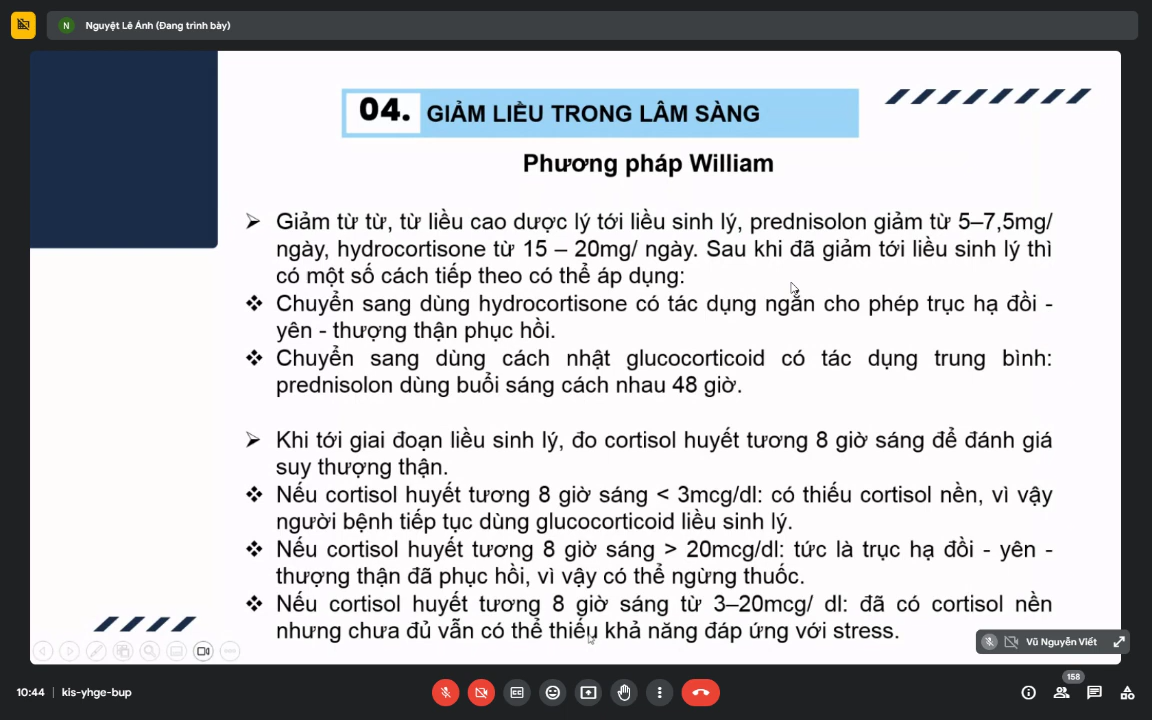 N Nguyệt Lê Ánh (Đang trình bày)
04. GIẢM LIỀU TRONG LÂM SÀNG
Phương pháp William
Giảm từ từ, từ liều cao dược lý tới liều sinh lý, prednisolon giảm từ 5–7,5mg/
ngày, hydrocortisone từ 15 – 20mg/ ngày. Sau khi đã giảm tới liều sinh lý thì
có một số cách tiếp theo có thể áp dụng:
Chuyển sang dùng hydrocortisone có tác dụng ngắn cho phép trục hạ đồi -
yên - thượng thận phục hồi.
Chuyển sang dùng cách nhật glucocorticoid có tác dụng trung bình:
prednisolon dùng buổi sáng cách nhau 48 giờ.
Khi tới giai đoạn liều sinh lý, đo cortisol huyết tương 8 giờ sáng để đánh giá
suy thượng thận.
Nếu cortisol huyết tương 8 giờ sáng < 3mcg/dl: có thiếu cortisol nền, vì vậy
người bệnh tiếp tục dùng glucocorticoid liều sinh lý.
Nếu cortisol huyết tương 8 giờ sáng > 20mcg/dl: tức là trục hạ đồi - yên -
thượng thận đã phục hồi, vì vậy có thể ngừng thuốc.
Nếu cortisol huyết tương 8 giờ sáng từ 3–20mcg/ dl: đã có cortisol nền
nhưng chưa đủ vẫn có thể thiếu khả năng đáp ứng với stress.
Vũ Nguyễn Viết
10:44 | kis-yhge-bup
158